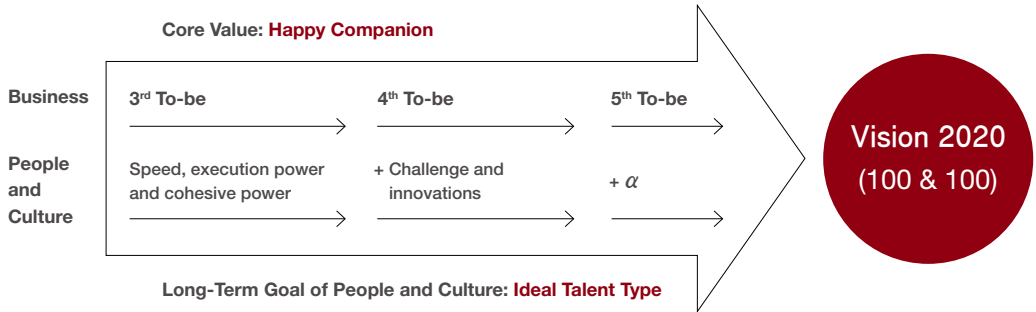 Core Value: Happy Companion
Business
3rd To-be
4th To-be
5th To-be
People
and
Culture
Speed, execution power
and cohesive power
+ Challenge and
innovations
+ α
Vision 2020
(100 & 100)
Long-Term Goal of People and Culture: Ideal Talent Type